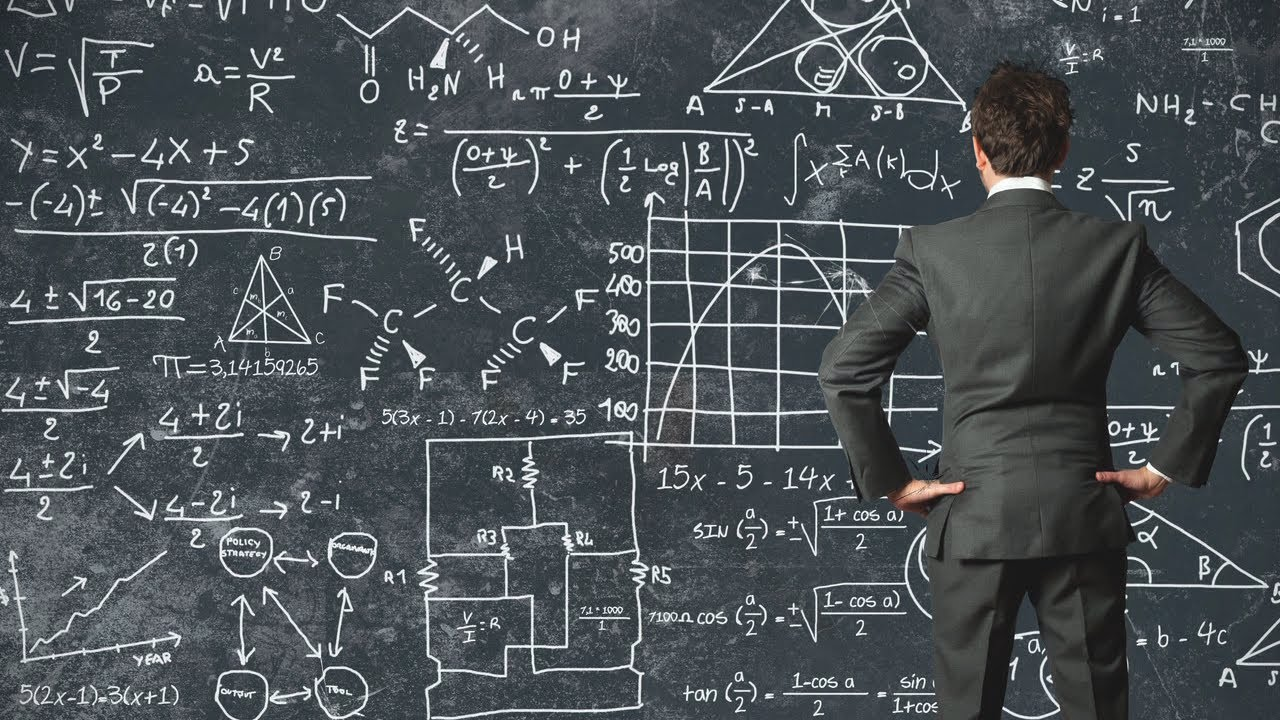 V = √(T/P)
a = V²/R
O
H₂N
H
OH
nπ (0+ψ)/2
z = / ((0+ψ)/2)² + (1/2 Log |B/A|)²
A S-A M S-B B
i=1
V/I = R
7,1 * 1000 / 1
NH₂ - CH
y = x² - 4x + 5
-(-4) ± √((-4)² - 4(1)(5)) / 2(1)
∫ x Σ A(k) dx
= z s/√n
4 ± √(16-20) / 2
B
c a
A b C
π = 3,14159265
F H
C
F C F C F
F F F F
500
400
300
200
100
4 ± √-4 / 2
4 ± 2i / 2
4+2i / 2 → 2+i
4-2i / 2 → 2-i
5(3x - 1) - 7(2x - 4) = 35
R2
R3 R4
R1 R5
V/I = R
7,1 * 1000 / 1
15x - 5 - 14x +
SIN (a/2) = ± √((1+ cos a)/2)
7100Ω cos (a/2) = ± √((1- cos a)/2)
tan (a/2) = (1-cos a)/2 = sin / 1+cos
(0+ψ)/2
α
β
= b - 4c
A
POLICY
STRATEGY
OUTPUT
TOOL
$
YEAR
5(2x-1)=3(x+1)